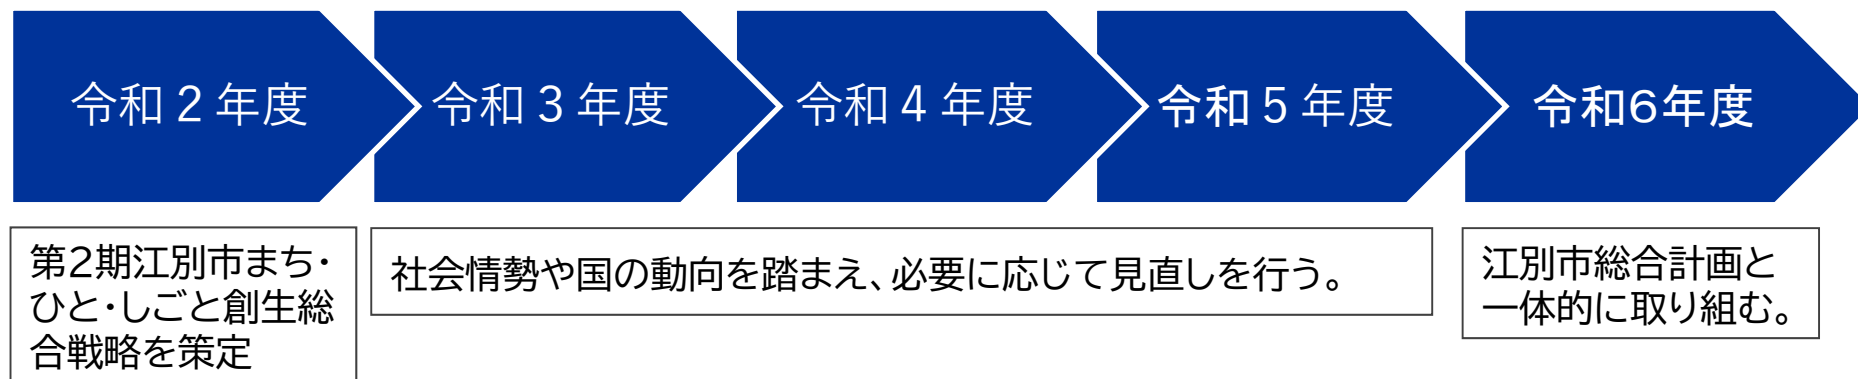 令和２年度
令和３年度
令和４年度
令和５年度
令和６年度
第２期江別市まち・
ひと・しごと創生総
合戦略を策定
社会情勢や国の動向を踏まえ、必要に応じて見直しを行う。
江別市総合計画と
一体的に取り組む。